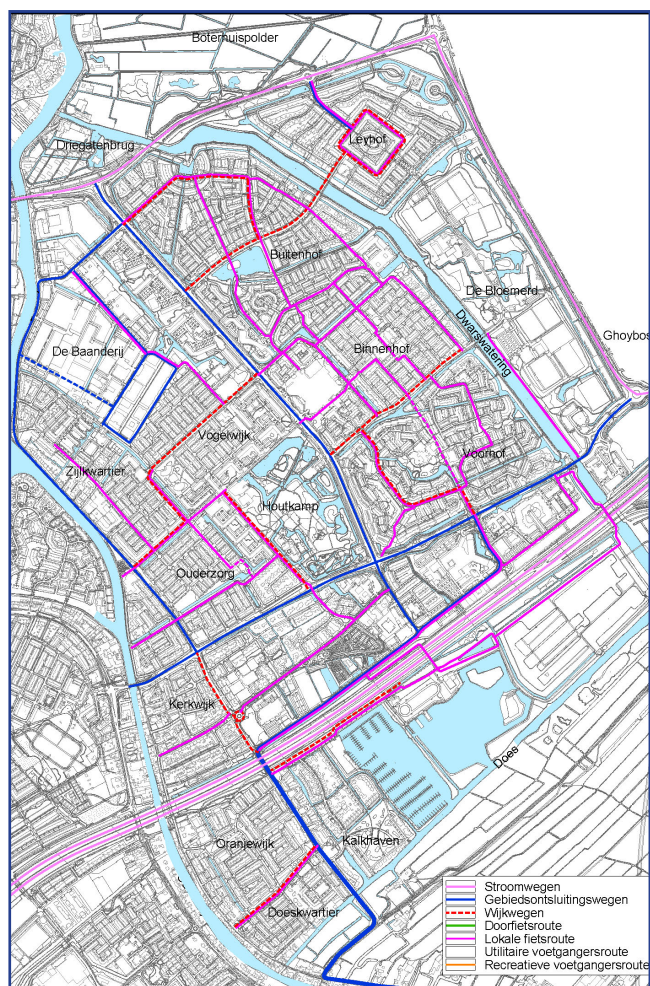 Boterhuispolder
Driegatenbrug
Leyhof
Buitenhof
De Bloemerd
Dwarswatering
Ghoybos
De Baanderij
Binnenhof
Vogelwijk
Voorhof
Zijlkwartier
Houtkamp
Ouderzorg
Kerkwijk
Does
Oranjewijk
Kalkhaven
Doeskwartier
Stroomwegen
Gebiedsontsluitingswegen
Wijkwegen
Doorfietsroute
Lokale fietsroute
Utilitaire voetgangersroute
Recreatieve voetgangersroute